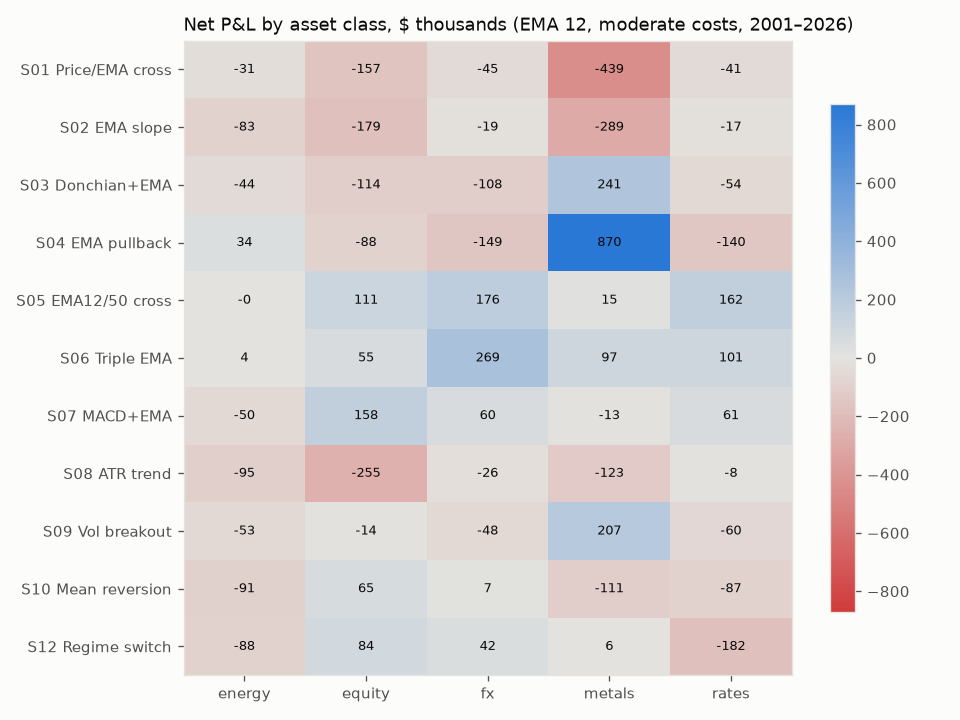 Net P&L by asset class, $ thousands (EMA 12, moderate costs, 2001–2026)
S01 Price/EMA cross -31 -157 -45 -439 -41
S02 EMA slope -83 -179 -19 -289 -17
S03 Donchian+EMA -44 -114 -108 241 -54
S04 EMA pullback 34 -88 -149 870 -140
S05 EMA12/50 cross -0 111 176 15 162
S06 Triple EMA 4 55 269 97 101
S07 MACD+EMA -50 158 60 -13 61
S08 ATR trend -95 -255 -26 -123 -8
S09 Vol breakout -53 -14 -48 207 -60
S10 Mean reversion -91 65 7 -111 -87
S12 Regime switch -88 84 42 6 -182
energy equity fx metals rates
800
600
400
200
0
−200
−400
−600
−800